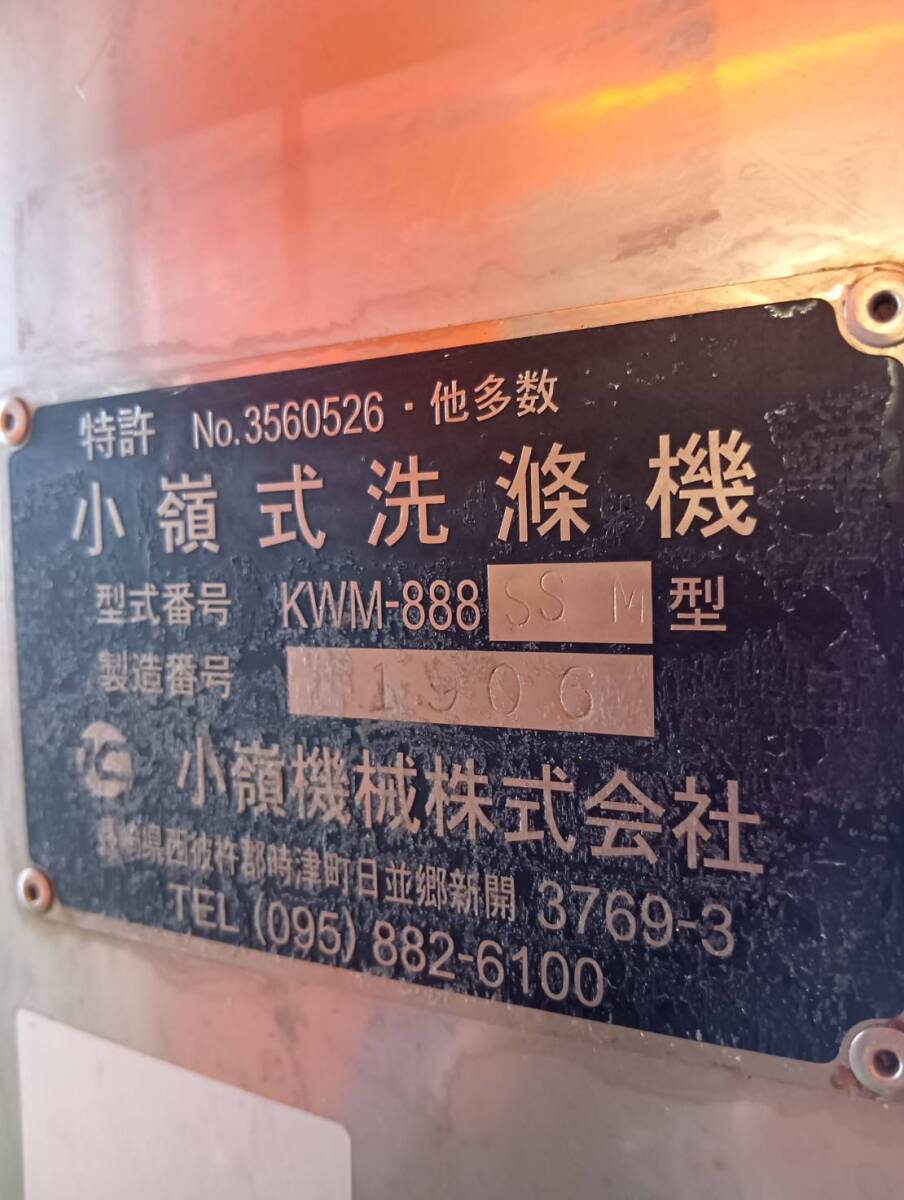 特許 No.3560526・他多数
小嶺式洗滌機
型式番号 KWM-888 SS M 型
製造番号 1906
小嶺機械株式会社
長崎県西彼杵郡時津町日並郷新開 3769-3
TEL (095) 882-6100